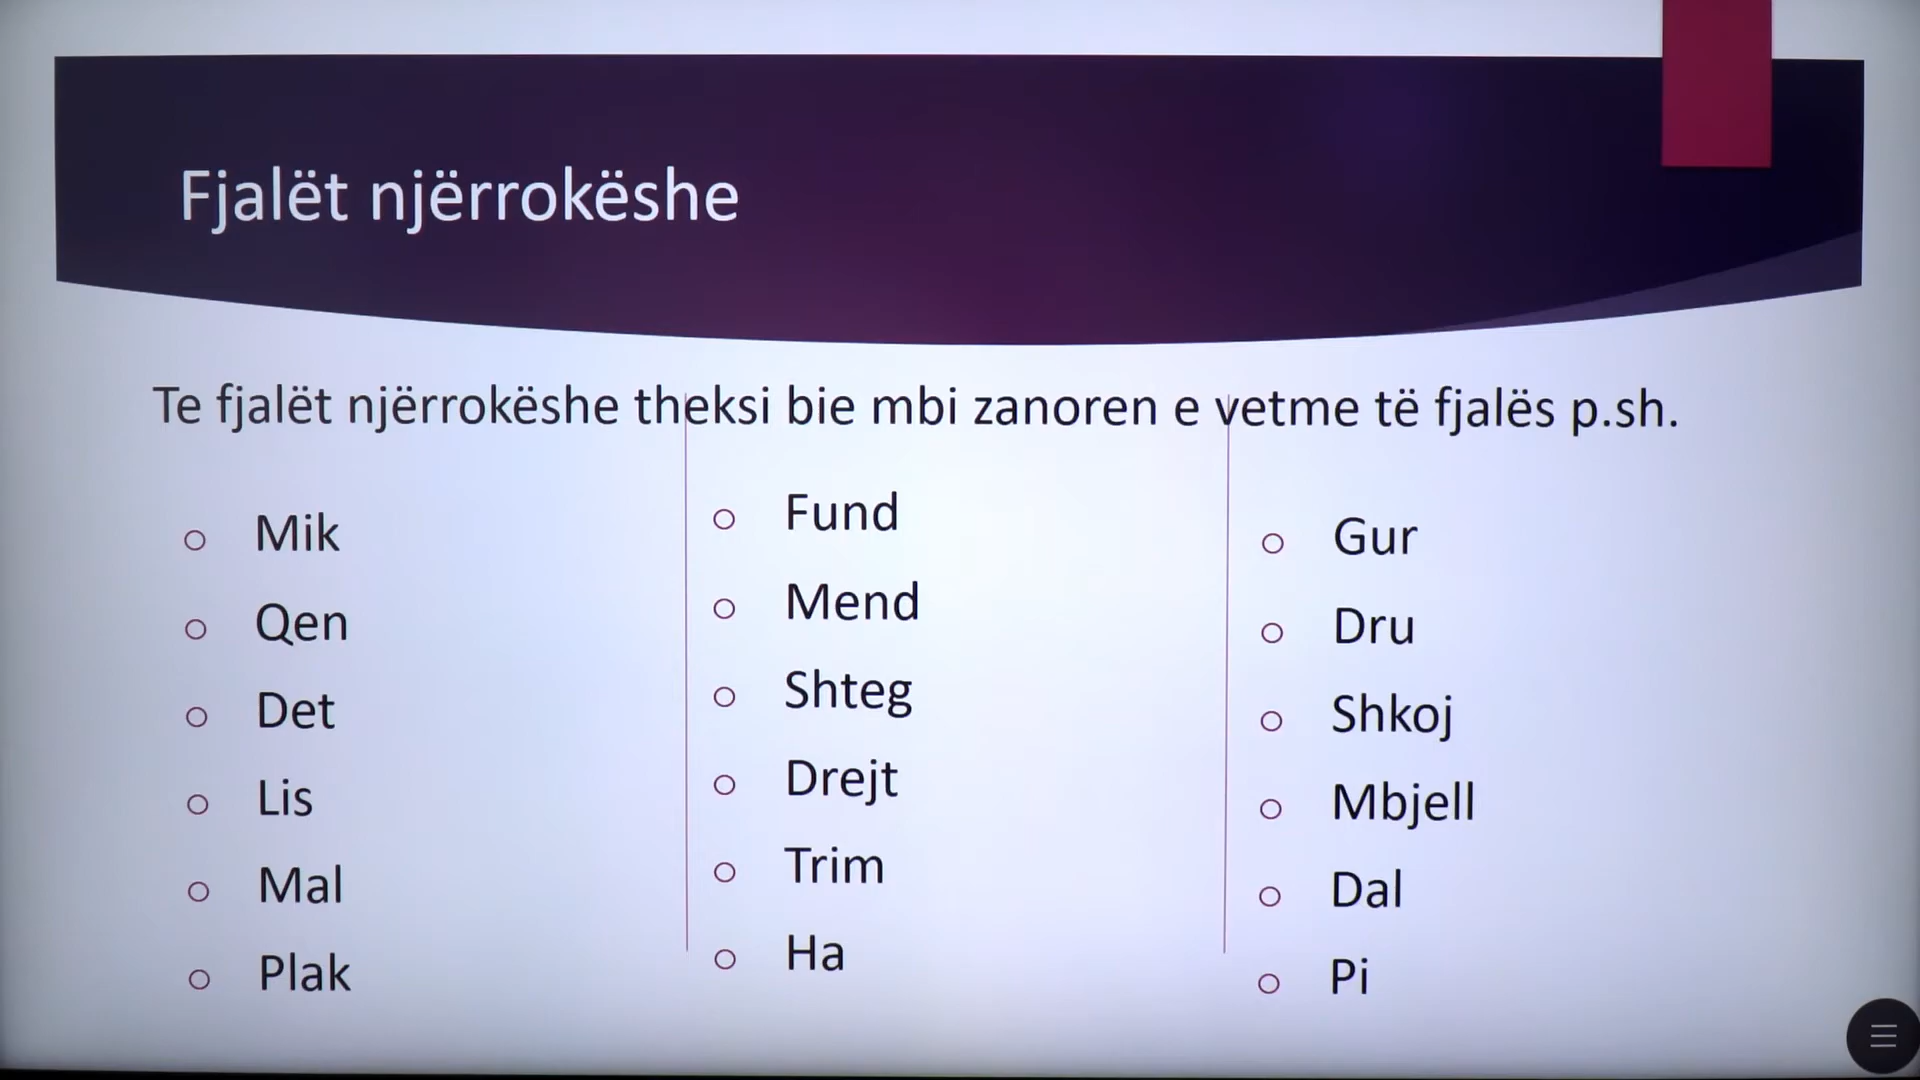 Fjalët njërrokëshe
Te fjalët njërrokëshe theksi bie mbi zanoren e vetme të fjalës p.sh.
Mik
Qen
Det
Lis
Mal
Plak
Fund
Mend
Shteg
Drejt
Trim
Ha
Gur
Dru
Shkoj
Mbjell
Dal
Pi